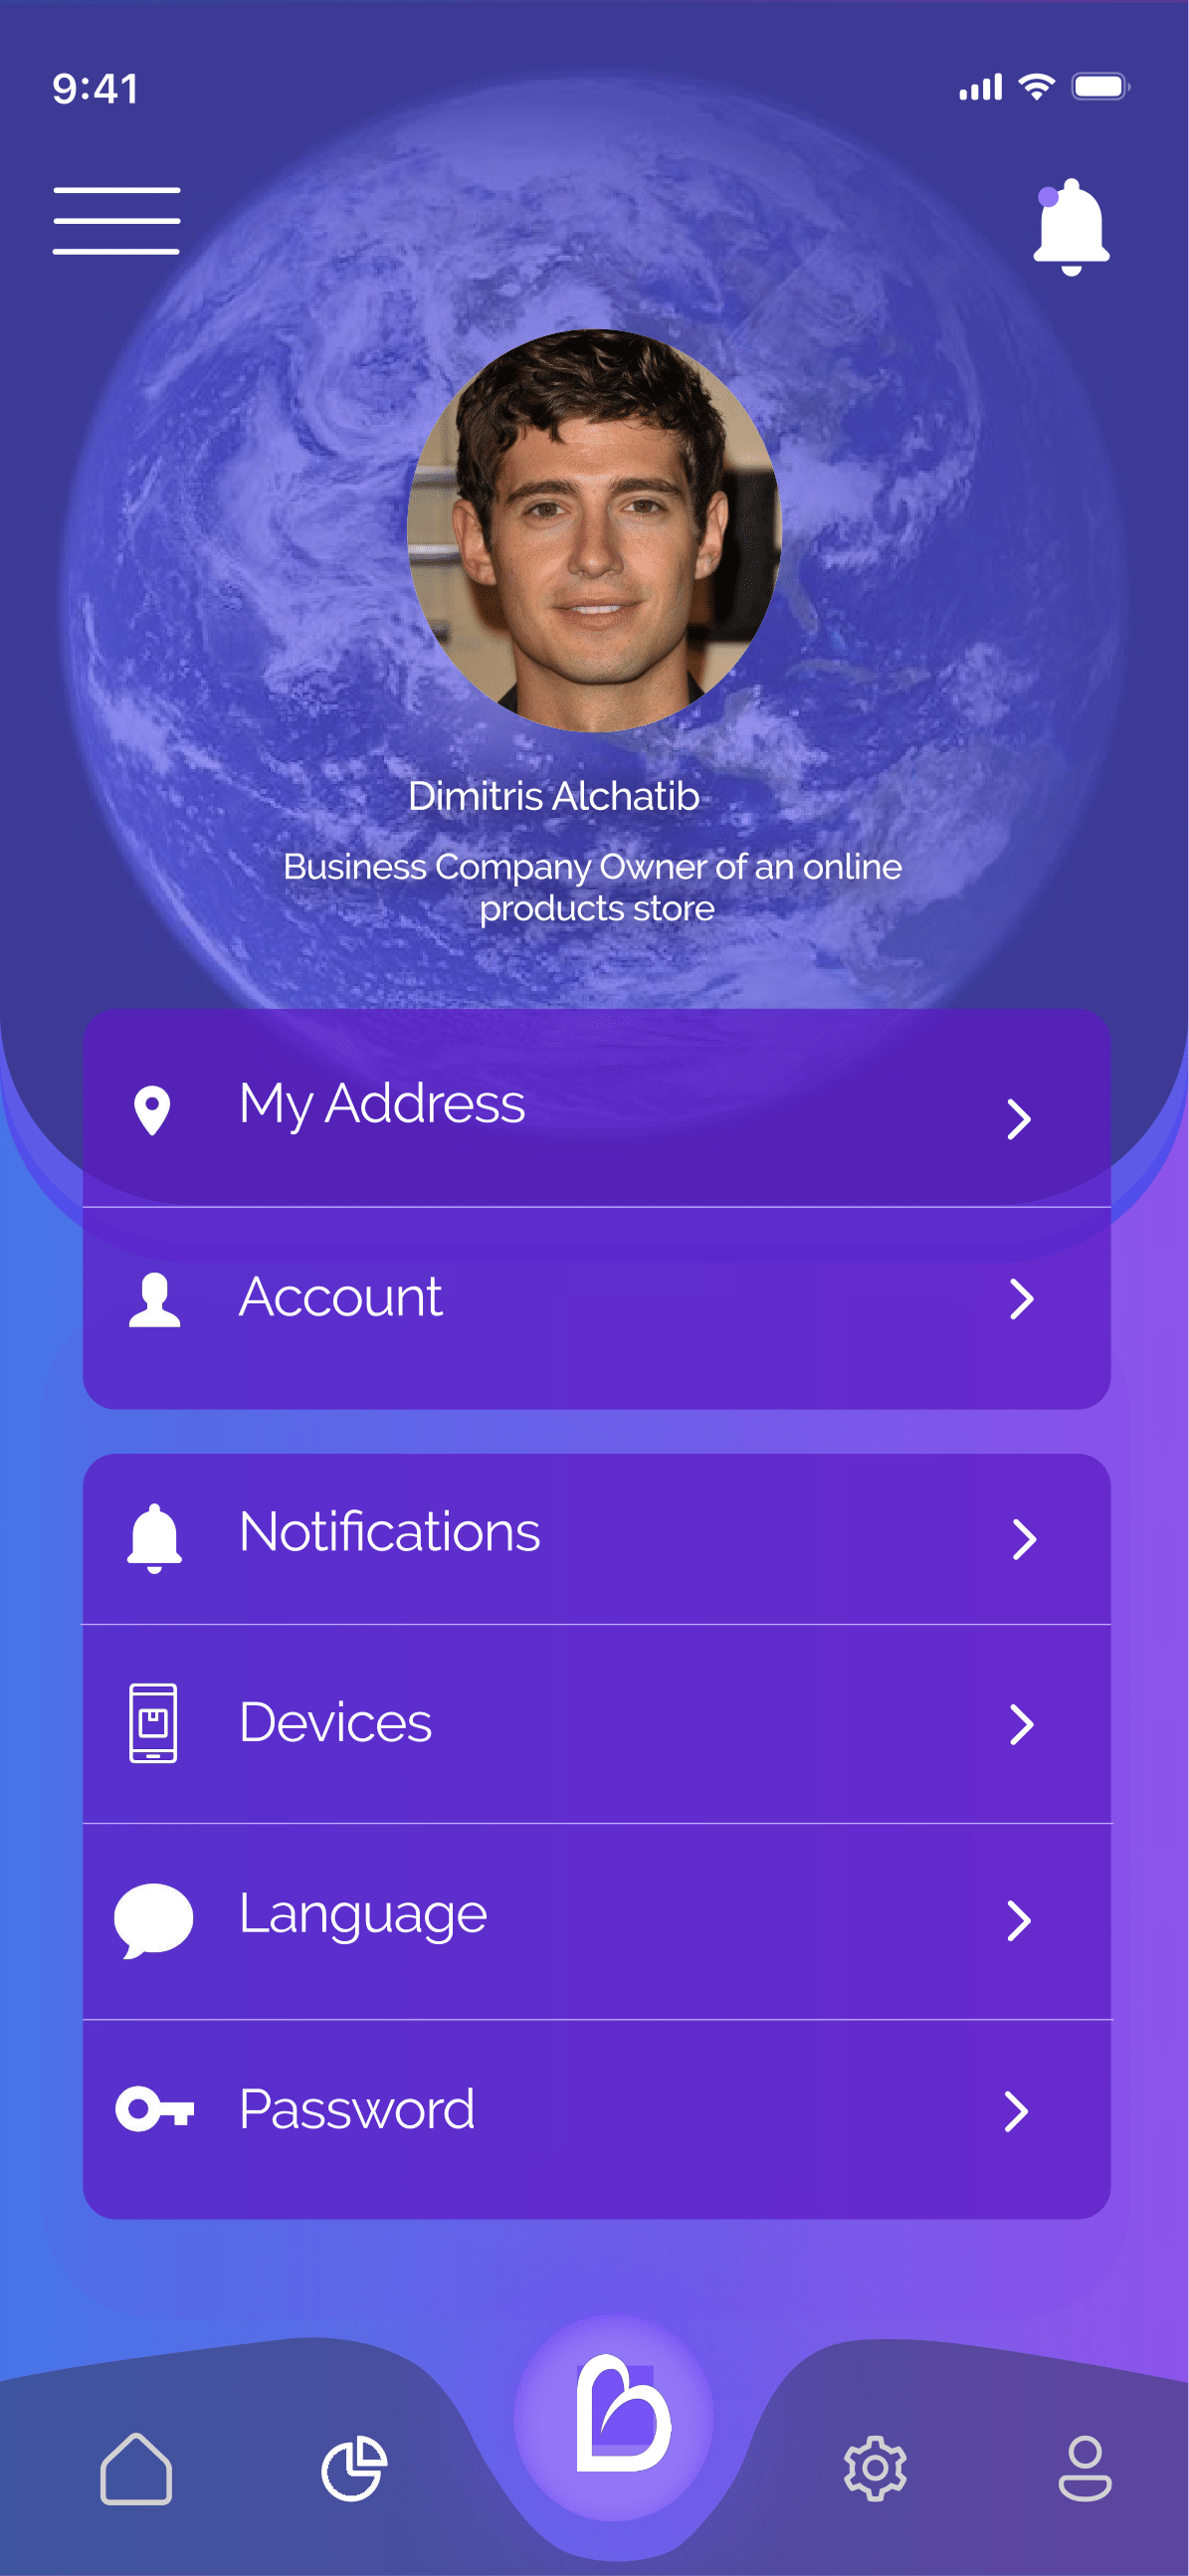 9:41
Dimitris Alchatib
Business Company Owner of an online
products store
My Address
Account
Notifications
Devices
Language
Password
B